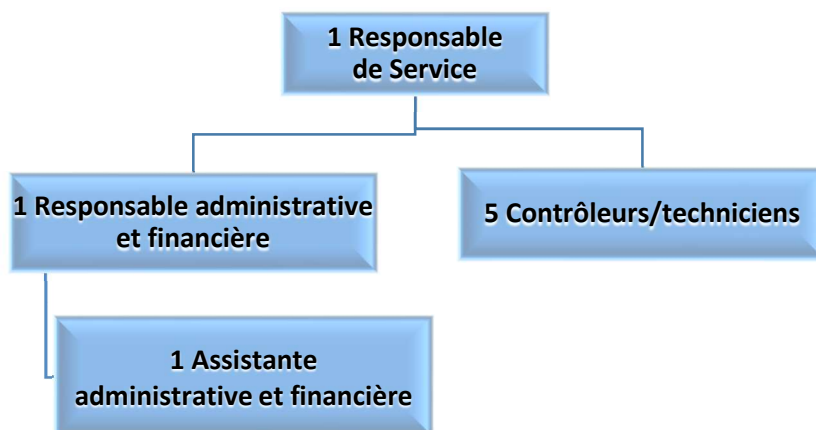 1 Responsable
de Service
1 Responsable administrative
et financière
5 Contrôleurs/techniciens
1 Assistante
administrative et financière